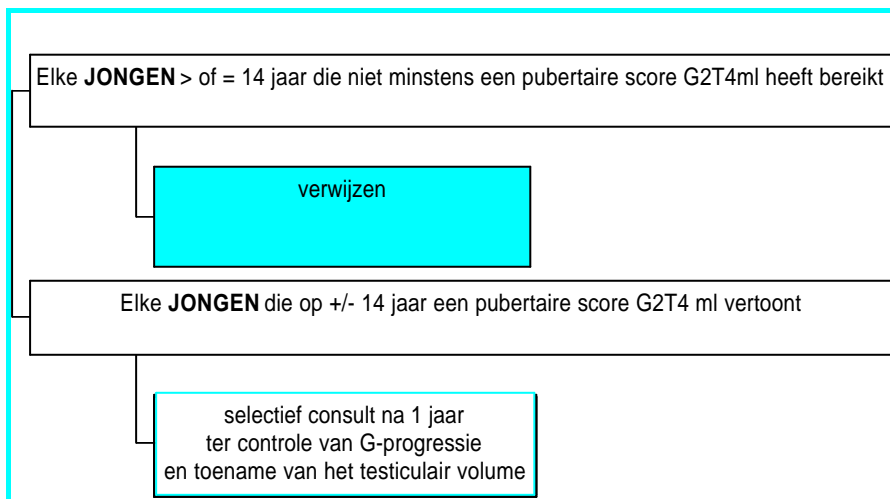 Elke JONGEN > of = 14 jaar die niet minstens een pubertaire score G2T4ml heeft bereikt
verwijzen
Elke JONGEN die op +/- 14 jaar een pubertaire score G2T4 ml vertoont
selectief consult na 1 jaar
ter controle van G-progressie
en toename van het testiculair volume